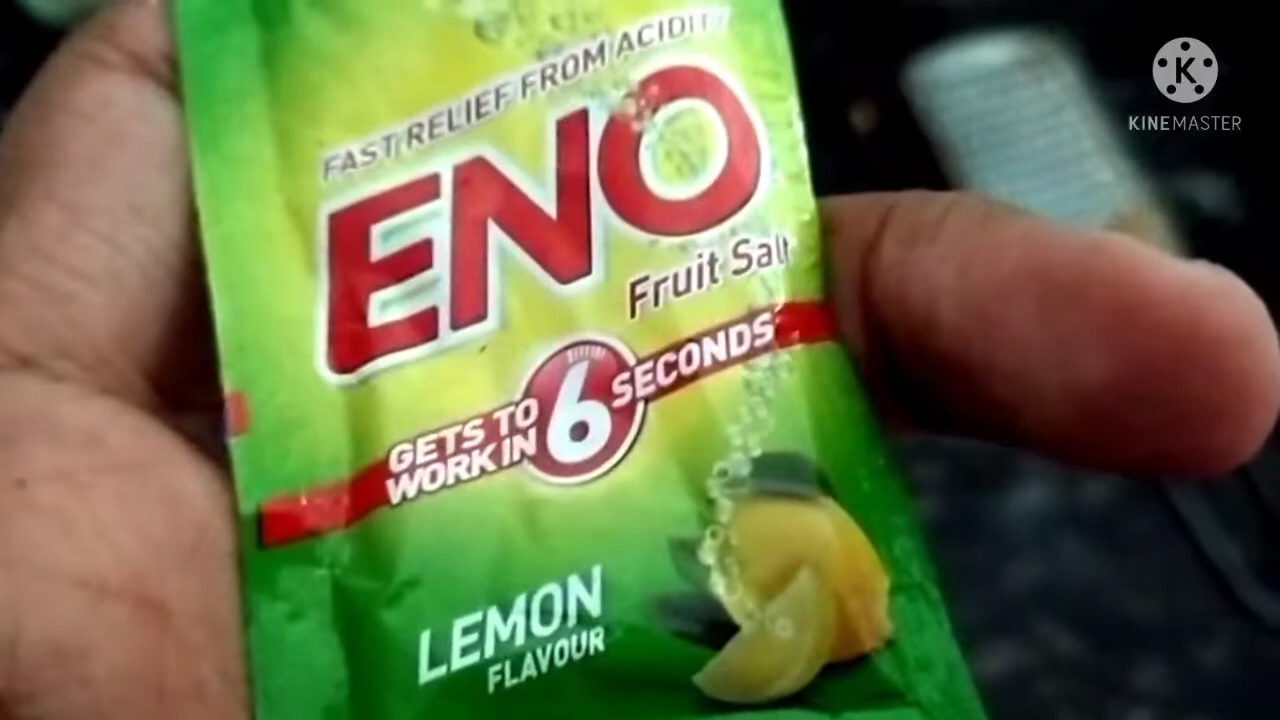 FAST RELIEF FROM ACIDITY
ENO
Fruit Salt
GETS TO
WORK IN
6
SECONDS
LEMON
FLAVOUR
K
KINEMASTER